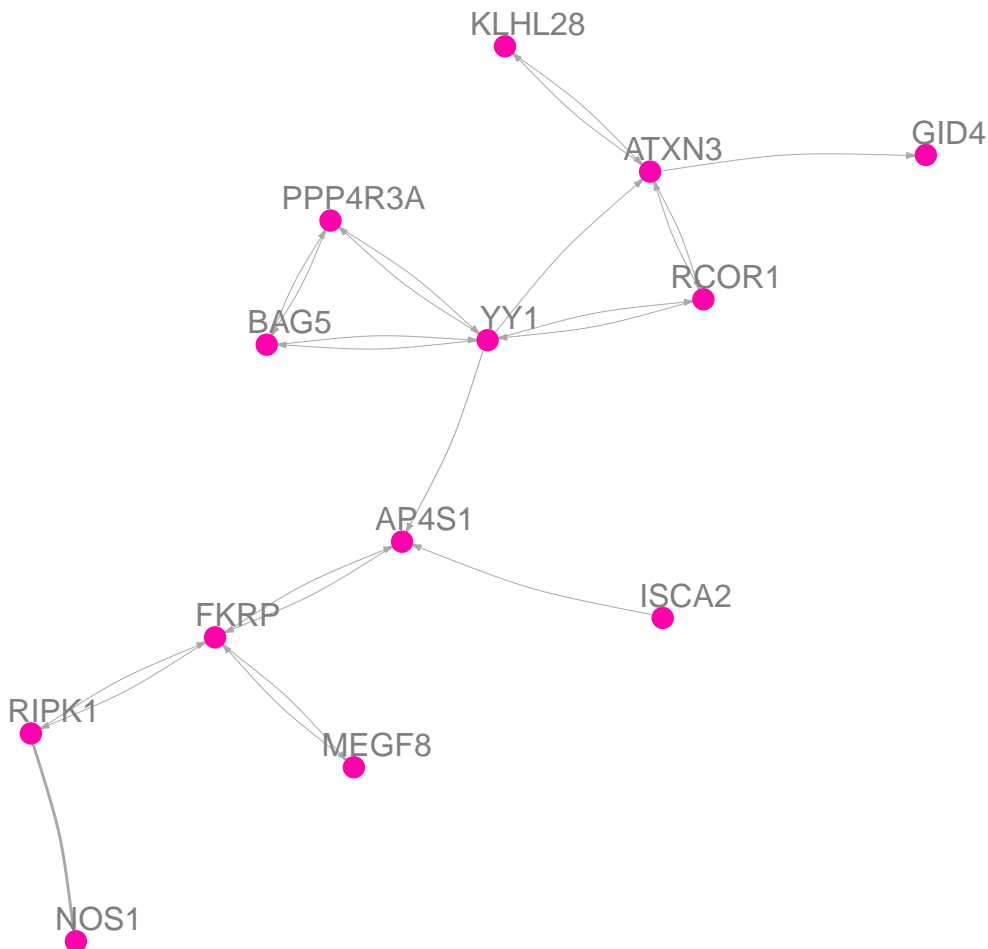 KLHL28
GID4
ATXN3
PPP4R3A
RCOR1
YY1
BAG5
AP4S1
ISCA2
FKRP
RIPK1
MEGF8
NOS1